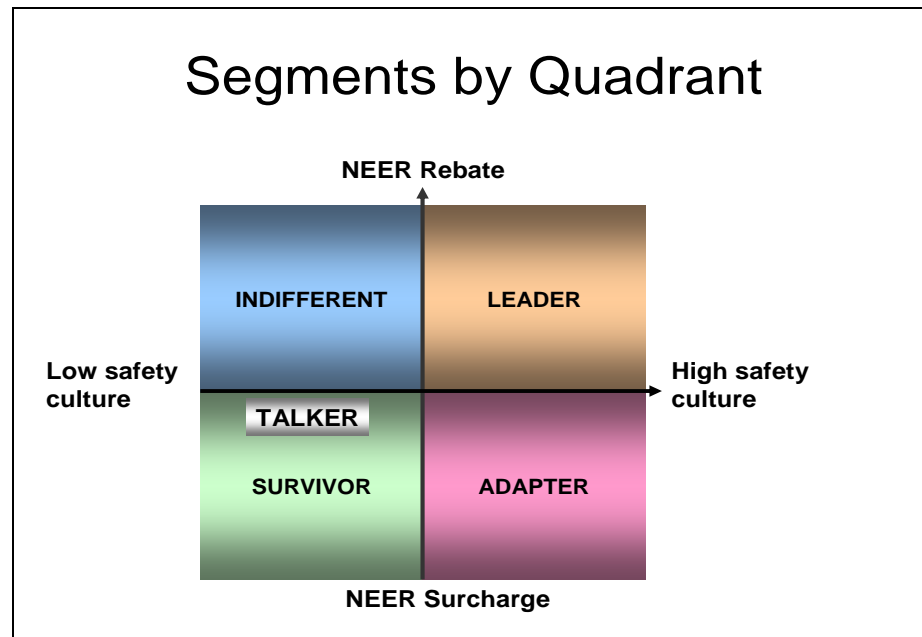 Segments by Quadrant
NEER Rebate
INDIFFERENT
LEADER
Low safety
culture
High safety
culture
TALKER
SURVIVOR
ADAPTER
NEER Surcharge